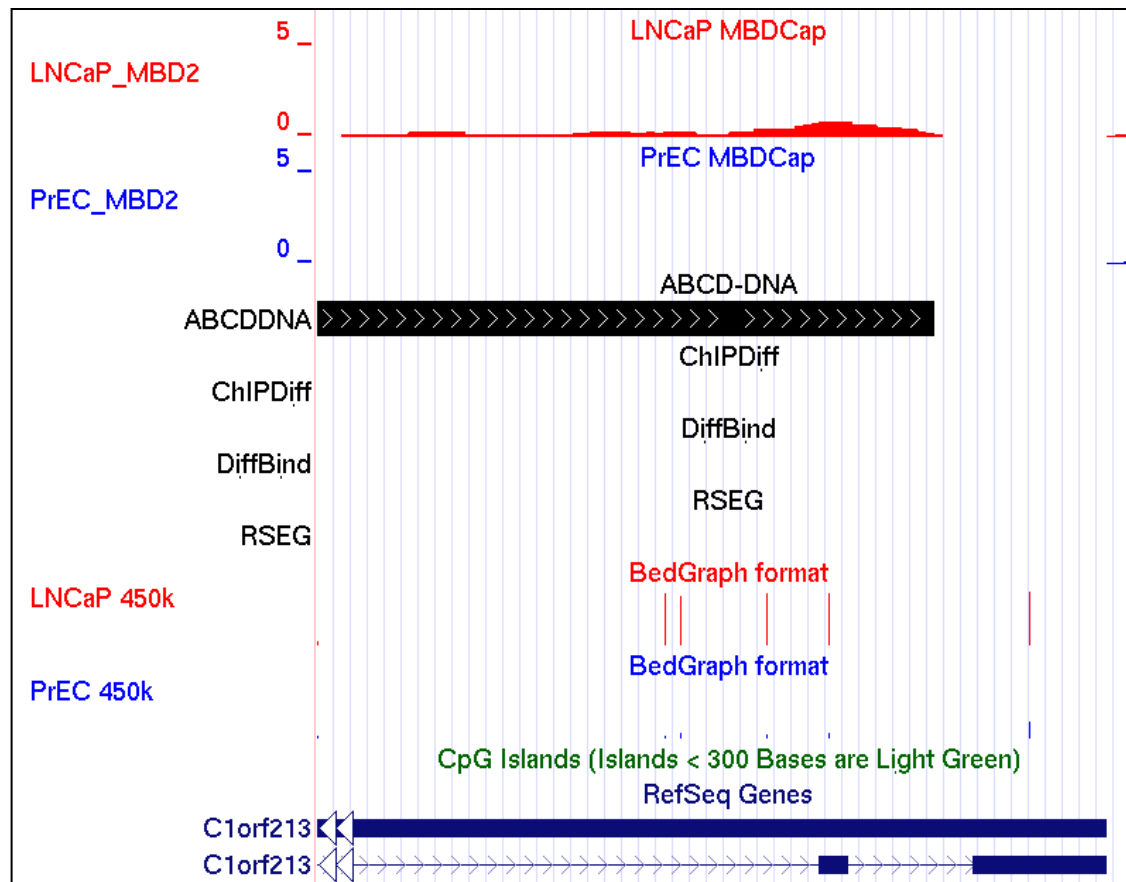 LNCaP MBDCap
5 _
LNCaP_MBD2
0 _
PrEC MBDCap
5 _
PrEC_MBD2
0 _
ABCD-DNA
ABCDDNA
ChIPDiff
ChIPDiff
DiffBind
DiffBind
RSEG
RSEG
BedGraph format
LNCaP 450k
BedGraph format
PrEC 450k
CpG Islands (Islands < 300 Bases are Light Green)
RefSeq Genes
C1orf213
C1orf213